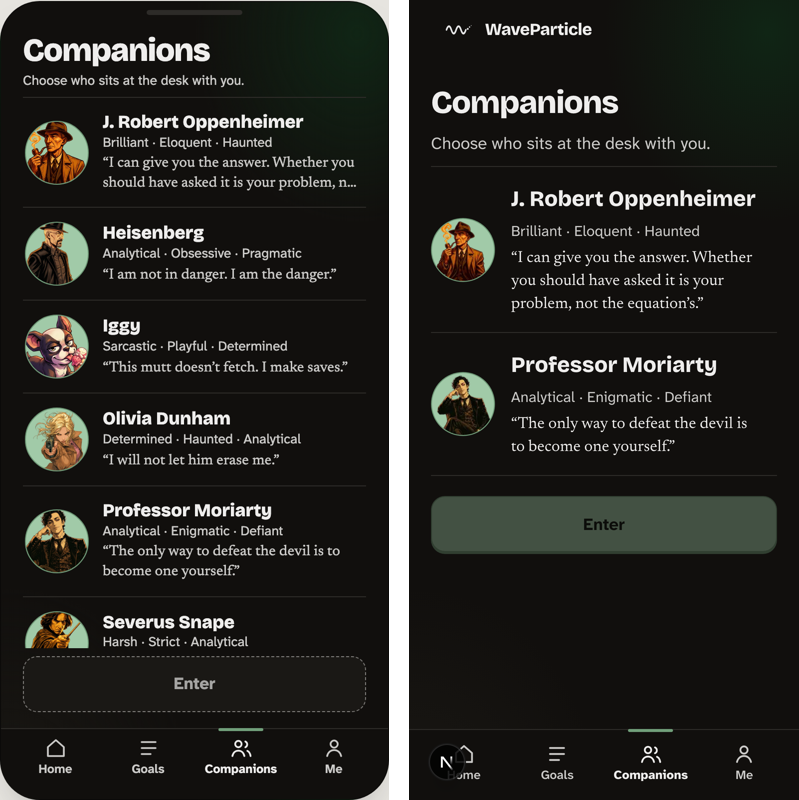 Companions
Choose who sits at the desk with you.
J. Robert Oppenheimer
Brilliant · Eloquent · Haunted
“I can give you the answer. Whether you
should have asked it is your problem, n...
Heisenberg
Analytical · Obsessive · Pragmatic
“I am not in danger. I am the danger.”
Iggy
Sarcastic · Playful · Determined
“This mutt doesn’t fetch. I make saves.”
Olivia Dunham
Determined · Haunted · Analytical
“I will not let him erase me.”
Professor Moriarty
Analytical · Enigmatic · Defiant
“The only way to defeat the devil is to
become one yourself.”
Severus Snape
Harsh · Strict · Analytical
Enter
Home Goals Companions Me
WaveParticle
Companions
Choose who sits at the desk with you.
J. Robert Oppenheimer
Brilliant · Eloquent · Haunted
“I can give you the answer. Whether
you should have asked it is your
problem, not the equation’s.”
Professor Moriarty
Analytical · Enigmatic · Defiant
“The only way to defeat the devil is
to become one yourself.”
Enter
N Home Goals Companions Me